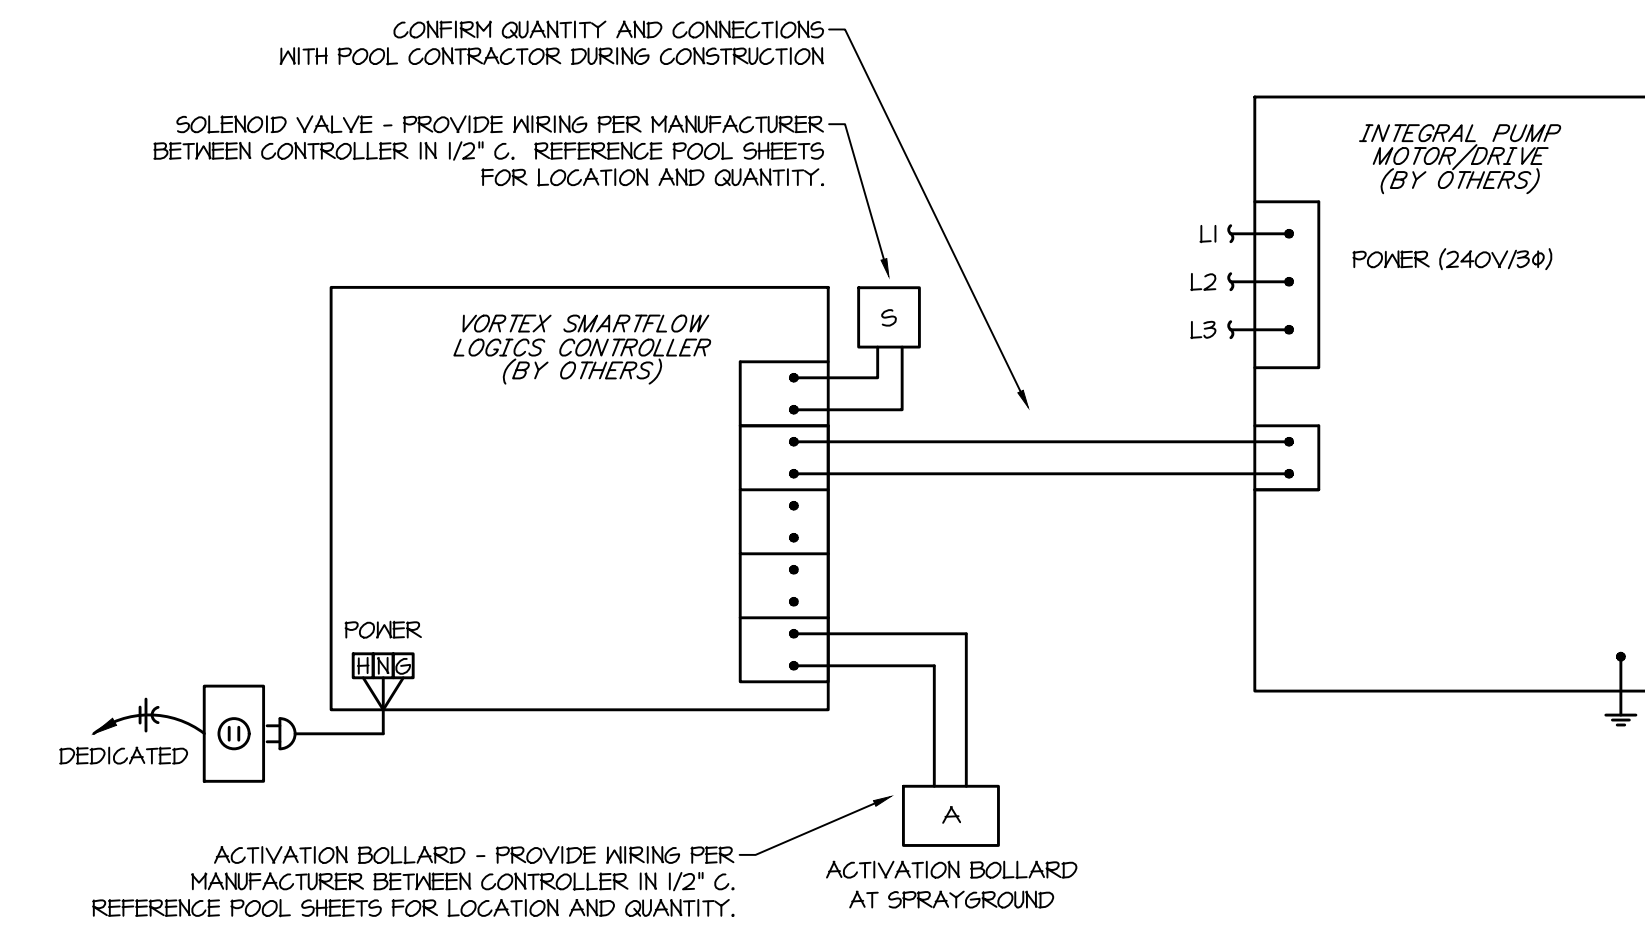 CONFIRM QUANTITY AND CONNECTIONS
WITH POOL CONTRACTOR DURING CONSTRUCTION
SOLENOID VALVE - PROVIDE WIRING PER MANUFACTURER
BETWEEN CONTROLLER IN 1/2" C. REFERENCE POOL SHEETS
FOR LOCATION AND QUANTITY.
INTEGRAL PUMP
MOTOR/DRIVE
(BY OTHERS)
L1
L2
L3
POWER (240V/3Φ)
S
VORTEX SMARTFLOW
LOGICS CONTROLLER
(BY OTHERS)
POWER
H N G
DEDICATED
A
ACTIVATION BOLLARD
AT SPRAYGROUND
ACTIVATION BOLLARD - PROVIDE WIRING PER
MANUFACTURER BETWEEN CONTROLLER IN 1/2" C.
REFERENCE POOL SHEETS FOR LOCATION AND QUANTITY.